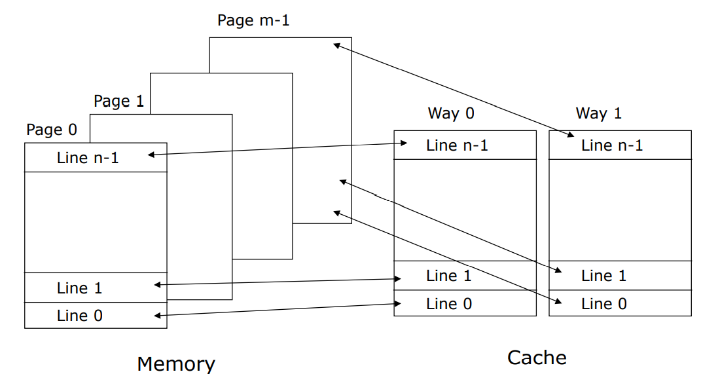 Page m-1
Page 1
Page 0
Line n-1
Line 1
Line 0
Memory
Way 0
Line n-1
Line 1
Line 0
Way 1
Line n-1
Line 1
Line 0
Cache